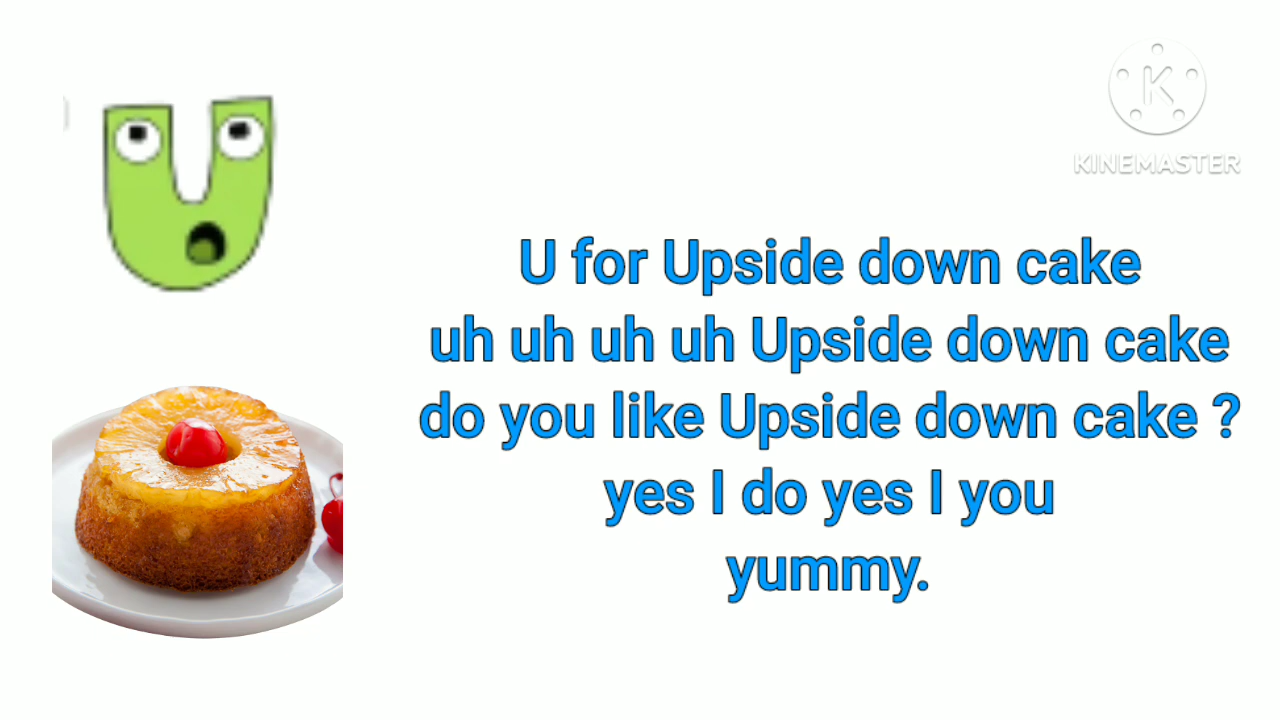 KINEMASTER
U for Upside down cake
uh uh uh uh Upside down cake
do you like Upside down cake ?
yes I do yes I you
yummy.